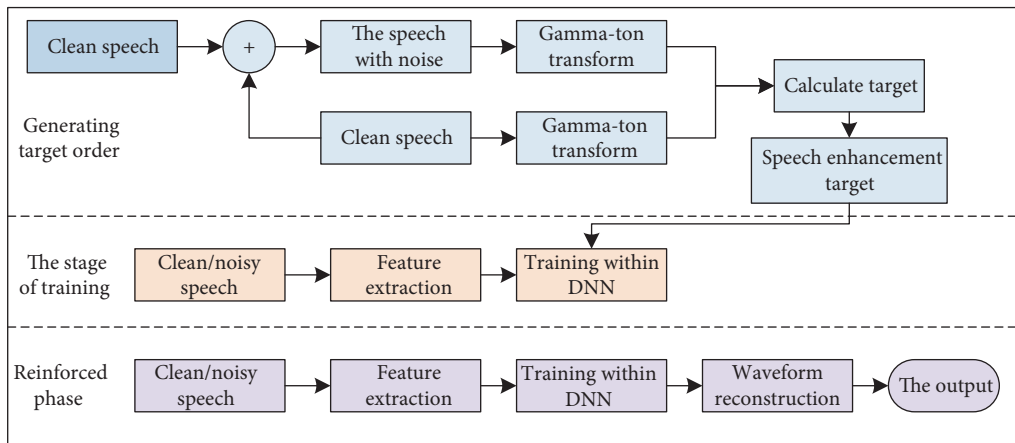 Clean speech
+
The speech
with noise
Gamma-ton
transform
Calculate target
Generating
target order
Clean speech
Gamma-ton
transform
Speech enhancement
target
The stage
of training
Clean/noisy
speech
Feature
extraction
Training within
DNN
Reinforced
phase
Clean/noisy
speech
Feature
extraction
Training within
DNN
Waveform
reconstruction
The output